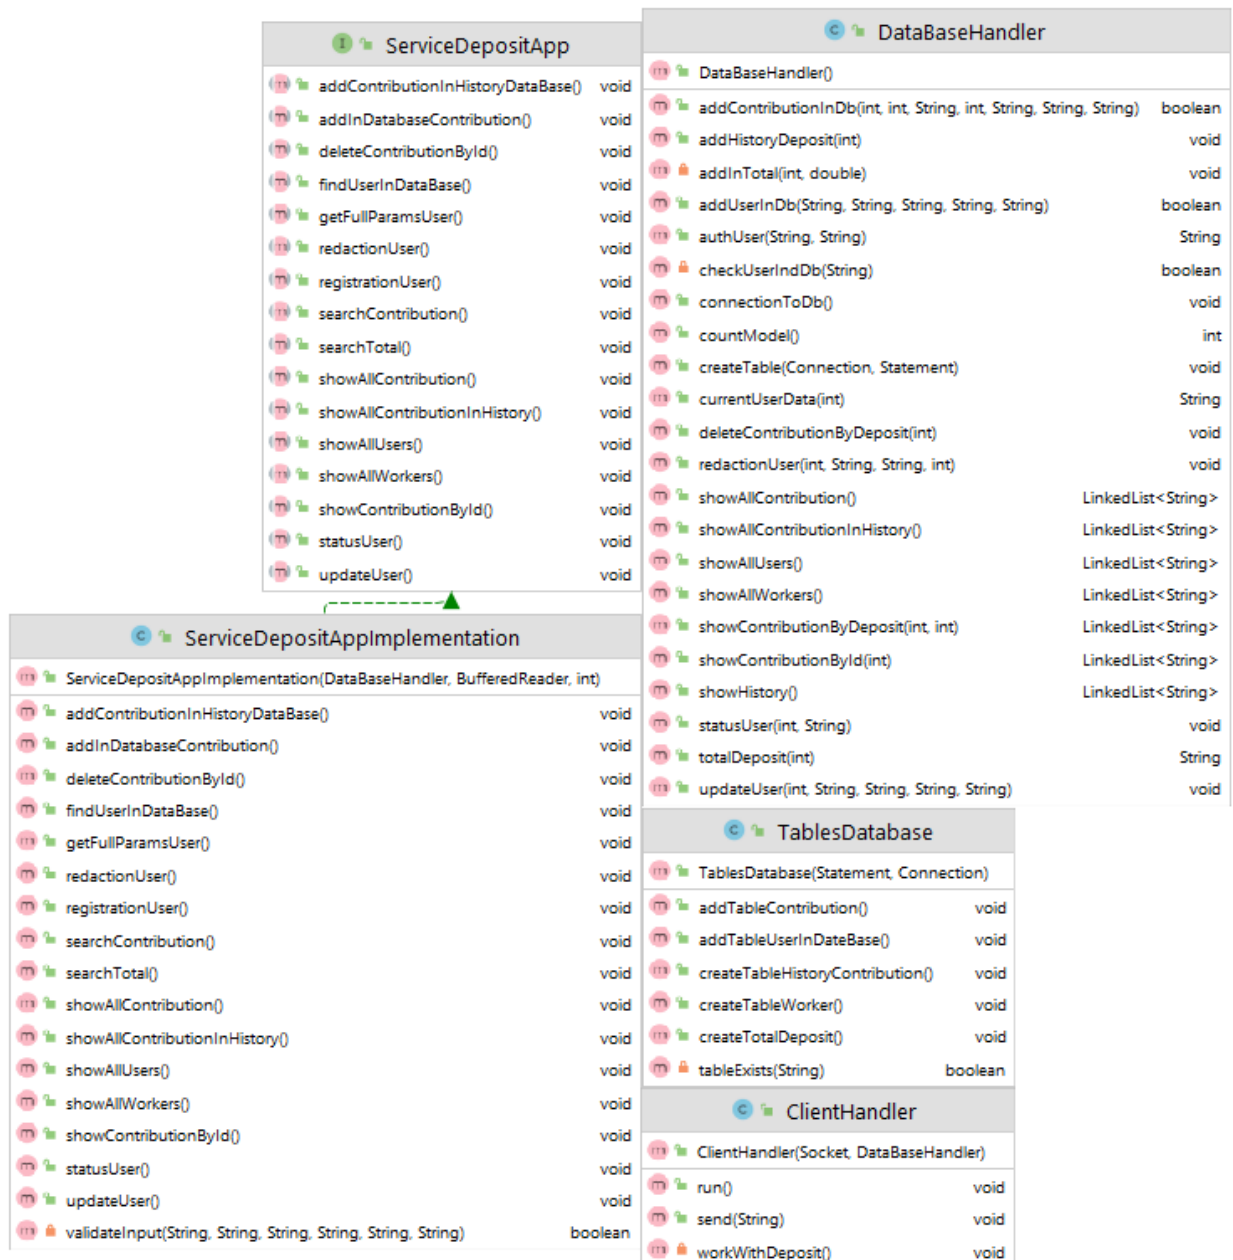 ServiceDepositApp
addContributionInHistoryDataBase() void
addInDatabaseContribution() void
deleteContributionById() void
findUserInDataBase() void
getFullParamsUser() void
redactionUser() void
registrationUser() void
searchContribution() void
searchTotal() void
showAllContribution() void
showAllContributionInHistory() void
showAllUsers() void
showAllWorkers() void
showContributionById() void
statusUser() void
updateUser() void
ServiceDepositAppImplementation
ServiceDepositAppImplementation(DataBaseHandler, BufferedReader, int)
addContributionInHistoryDataBase() void
addInDatabaseContribution() void
deleteContributionById() void
findUserInDataBase() void
getFullParamsUser() void
redactionUser() void
registrationUser() void
searchContribution() void
searchTotal() void
showAllContribution() void
showAllContributionInHistory() void
showAllUsers() void
showAllWorkers() void
showContributionById() void
statusUser() void
updateUser() void
validateInput(String, String, String, String, String, String) boolean
DataBaseHandler
DataBaseHandler()
addContributionInDb(int, int, String, int, String, String, String) boolean
addHistoryDeposit(int) void
addInTotal(int, double) void
addUserInDb(String, String, String, String, String) boolean
authUser(String, String) String
checkUserIndDb(String) boolean
connectionToDb() void
countModel() int
createTable(Connection, Statement) void
currentUserData(int) String
deleteContributionByDeposit(int) void
redactionUser(int, String, String, int) void
showAllContribution() LinkedList<String>
showAllContributionInHistory() LinkedList<String>
showAllUsers() LinkedList<String>
showAllWorkers() LinkedList<String>
showContributionByDeposit(int, int) LinkedList<String>
showContributionById(int) LinkedList<String>
showHistory() LinkedList<String>
statusUser(int, String) void
totalDeposit(int) String
updateUser(int, String, String, String, String) void
TablesDatabase
TablesDatabase(Statement, Connection)
addTableContribution() void
addTableUserInDateBase() void
createTableHistoryContribution() void
createTableWorker() void
createTotalDeposit() void
tableExists(String) boolean
ClientHandler
ClientHandler(Socket, DataBaseHandler)
run() void
send(String) void
workWithDeposit() void